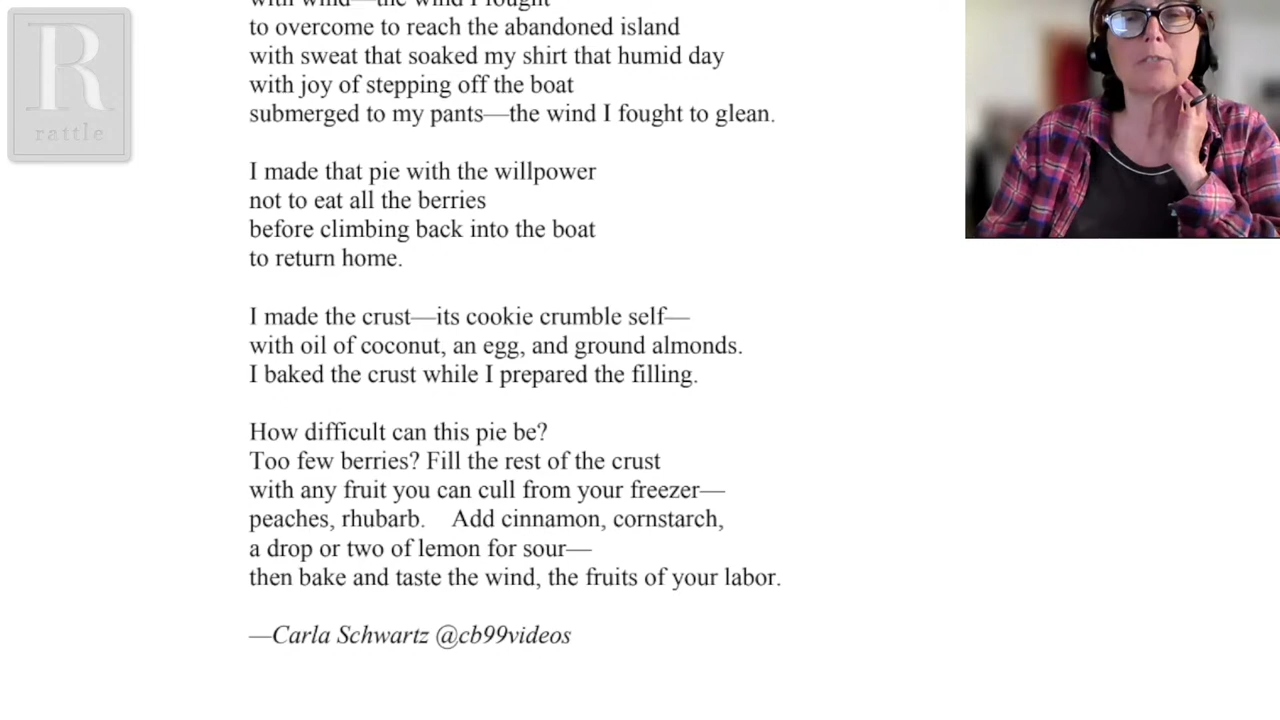 with wind—the wind I fought
to overcome to reach the abandoned island
with sweat that soaked my shirt that humid day
with joy of stepping off the boat
submerged to my pants—the wind I fought to glean.
I made that pie with the willpower
not to eat all the berries
before climbing back into the boat
to return home.
I made the crust—its cookie crumble self—
with oil of coconut, an egg, and ground almonds.
I baked the crust while I prepared the filling.
How difficult can this pie be?
Too few berries? Fill the rest of the crust
with any fruit you can cull from your freezer—
peaches, rhubarb.    Add cinnamon, cornstarch,
a drop or two of lemon for sour—
then bake and taste the wind, the fruits of your labor.
—Carla Schwartz @cb99videos
R
rattle